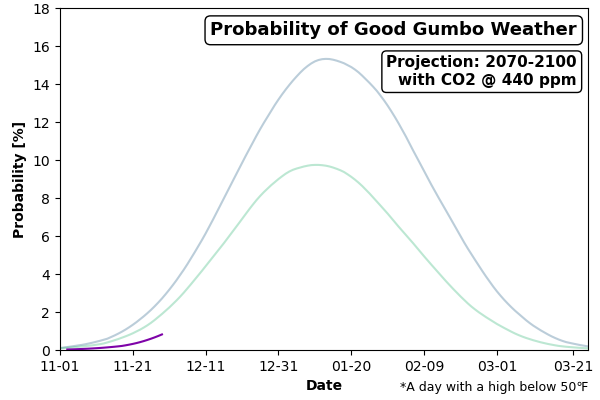 Probability of Good Gumbo Weather
Projection: 2070-2100
with CO2 @ 440 ppm
Probability [%]
18
16
14
12
10
8
6
4
2
0
11-01 11-21 12-11 12-31 01-20 02-09 03-01 03-21
Date
*A day with a high below 50°F